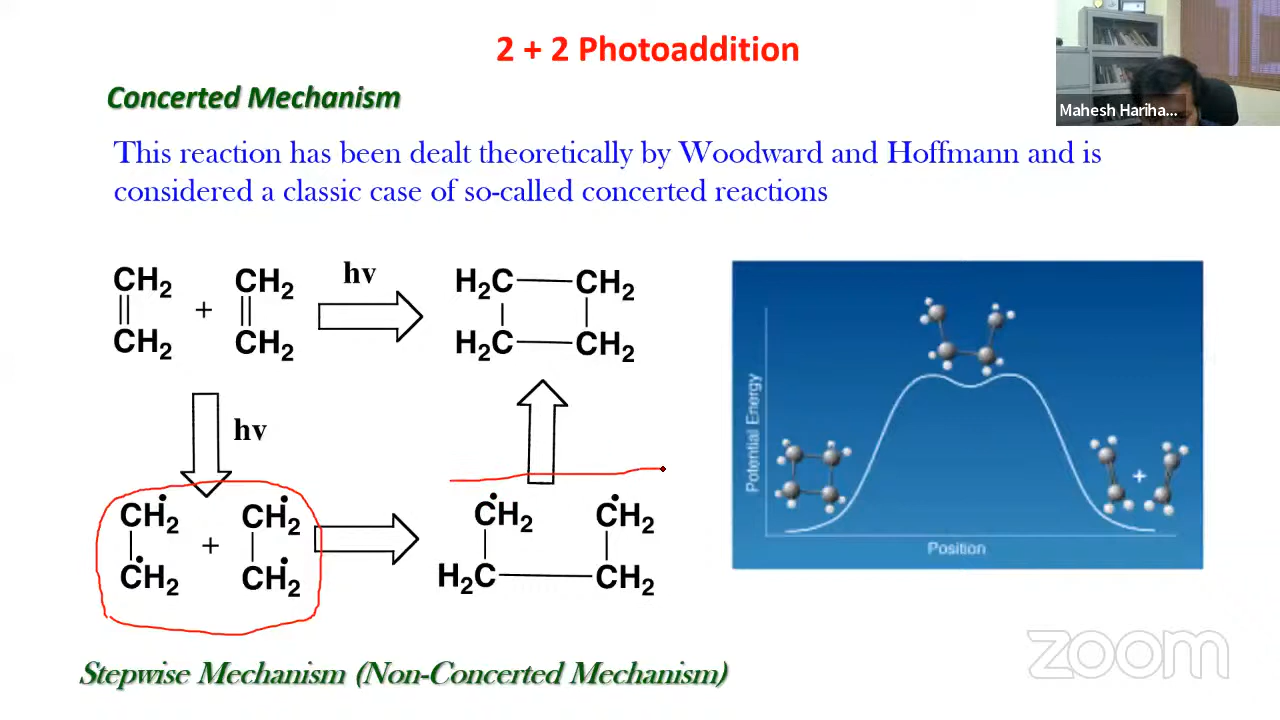 2 + 2 Photoaddition
Mahesh Hariha...
Concerted Mechanism
This reaction has been dealt theoretically by Woodward and Hoffmann and is
considered a classic case of so-called concerted reactions
CH2 + CH2 hν H2C CH2
CH2 CH2 H2C CH2
hν
CH2 + CH2 CH2 CH2
CH2 CH2 H2C CH2
Potential Energy
+
Position
zoom
Stepwise Mechanism (Non-Concerted Mechanism)